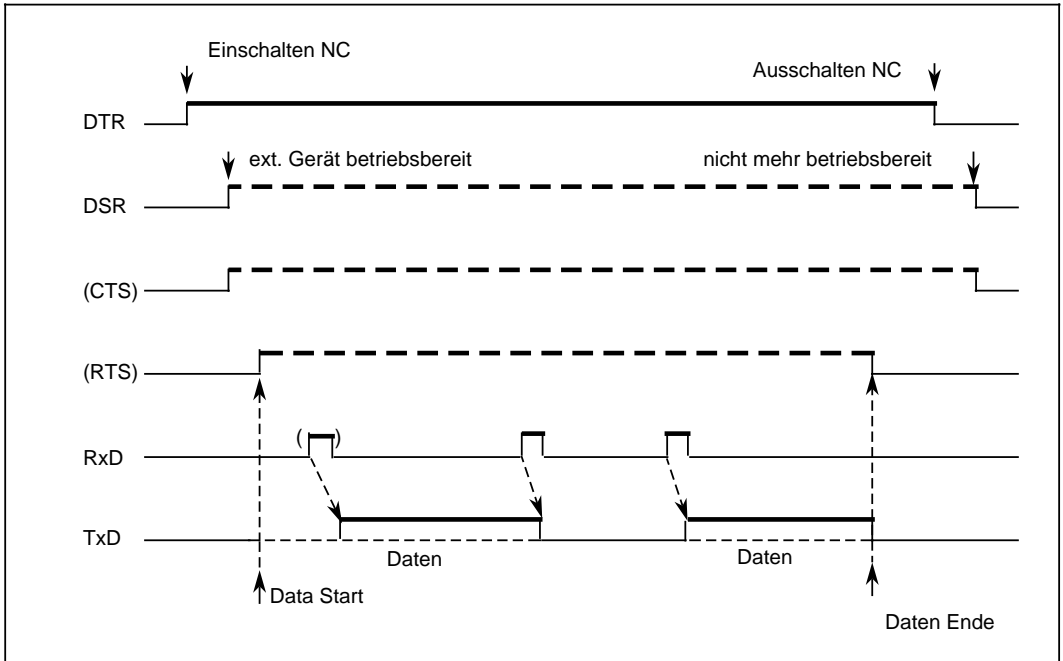 Einschalten NC
Ausschalten NC
DTR
ext. Gerät betriebsbereit
nicht mehr betriebsbereit
DSR
(CTS)
(RTS)
( )
RxD
TxD
Daten
Daten
Data Start
Daten Ende